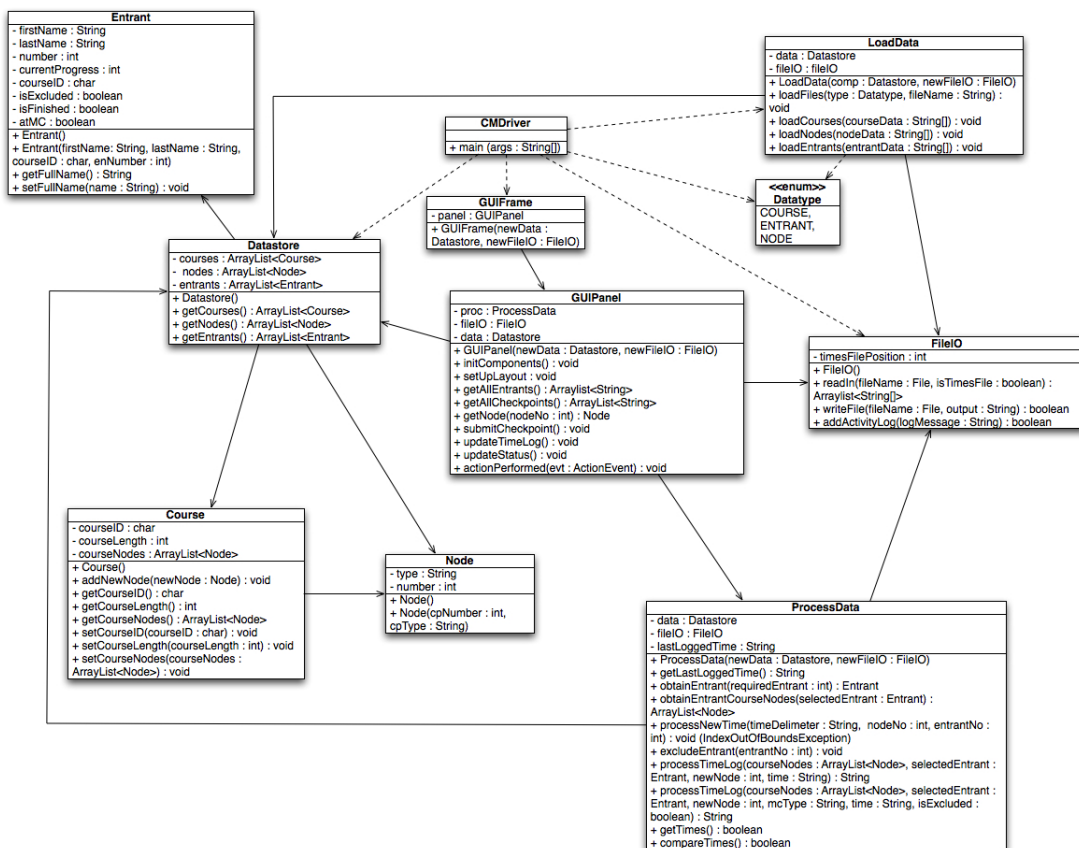 Entrant
- firstName : String
- lastName : String
- number : int
- currentProgress : int
- courseID : char
- isExcluded : boolean
- isFinished : boolean
- atMC : boolean
+ Entrant()
+ Entrant(firstName: String, lastName : String,
courseID : char, enNumber : int)
+ getFullName() : String
+ setFullName(name : String) : void
LoadData
- data : Datastore
- fileIO : fileIO
+ LoadData(comp : Datastore, newFileIO : FileIO)
+ loadFiles(type : Datatype, fileName : String) :
void
+ loadCourses(courseData : String[]) : void
+ loadNodes(nodeData : String[]) : void
+ loadEntrants(entrantData : String[]) : void
CMDriver
+ main (args : String[])
<<enum>>
Datatype
COURSE,
ENTRANT,
NODE
GUIFrame
- panel : GUIPanel
+ GUIFrame(newData :
Datastore, newFileIO : FileIO)
Datastore
- courses : ArrayList<Course>
- nodes : ArrayList<Node>
- entrants : ArrayList<Entrant>
+ Datastore()
+ getCourses() : ArrayList<Course>
+ getNodes() : ArrayList<Node>
+ getEntrants() : ArrayList<Entrant>
GUIPanel
- proc : ProcessData
- fileIO : FileIO
- data : Datastore
+ GUIPanel(newData : Datastore, newFileIO : FileIO)
+ initComponents() : void
+ setUpLayout : void
+ getAllEntrants() : Arraylist<String>
+ getAllCheckpoints() : ArrayList<String>
+ getNode(nodeNo : int) : Node
+ submitCheckpoint() : void
+ updateTimeLog() : void
+ updateStatus() : void
+ actionPerformed(evt : ActionEvent) : void
FileIO
- timesFilePosition : int
+ FileIO()
+ readIn(fileName : File, isTimesFile : boolean) :
Arraylist<String[]>
+ writeFile(fileName : File, output : String) : boolean
+ addActivityLog(logMessage : String) : boolean
Course
- courseID : char
- courseLength : int
- courseNodes : ArrayList<Node>
+ Course()
+ addNewNode(newNode : Node) : void
+ getCourseID() : char
+ getCourseLength() : int
+ getCourseNodes() : ArrayList<Node>
+ setCourseID(courseID : char) : void
+ setCourseLength(courseLength : int) : void
+ setCourseNodes(courseNodes :
ArrayList<Node>) : void
Node
- type : String
- number : int
+ Node()
+ Node(cpNumber : int,
cpType : String)
ProcessData
- data : Datastore
- fileIO : FileIO
- lastLoggedTime : String
+ ProcessData(newData : Datastore, newFileIO : FileIO)
+ getLastLoggedTime() : String
+ obtainEntrant(requiredEntrant : int) : Entrant
+ obtainEntrantCourseNodes(selectedEntrant : Entrant) :
ArrayList<Node>
+ processNewTime(timeDelimeter : String, nodeNo : int, entrantNo :
int) : void (IndexOutOfBoundsException)
+ excludeEntrant(entrantNo : int) : void
+ processTimeLog(courseNodes : ArrayList<Node>, selectedEntrant :
Entrant, newNode : int, time : String) : String
+ processTimeLog(courseNodes : ArrayList<Node>, selectedEntrant :
Entrant, newNode : int, mcType : String, time : String, isExcluded :
boolean) : String
+ getTimes() : boolean
+ compareTimes() : boolean